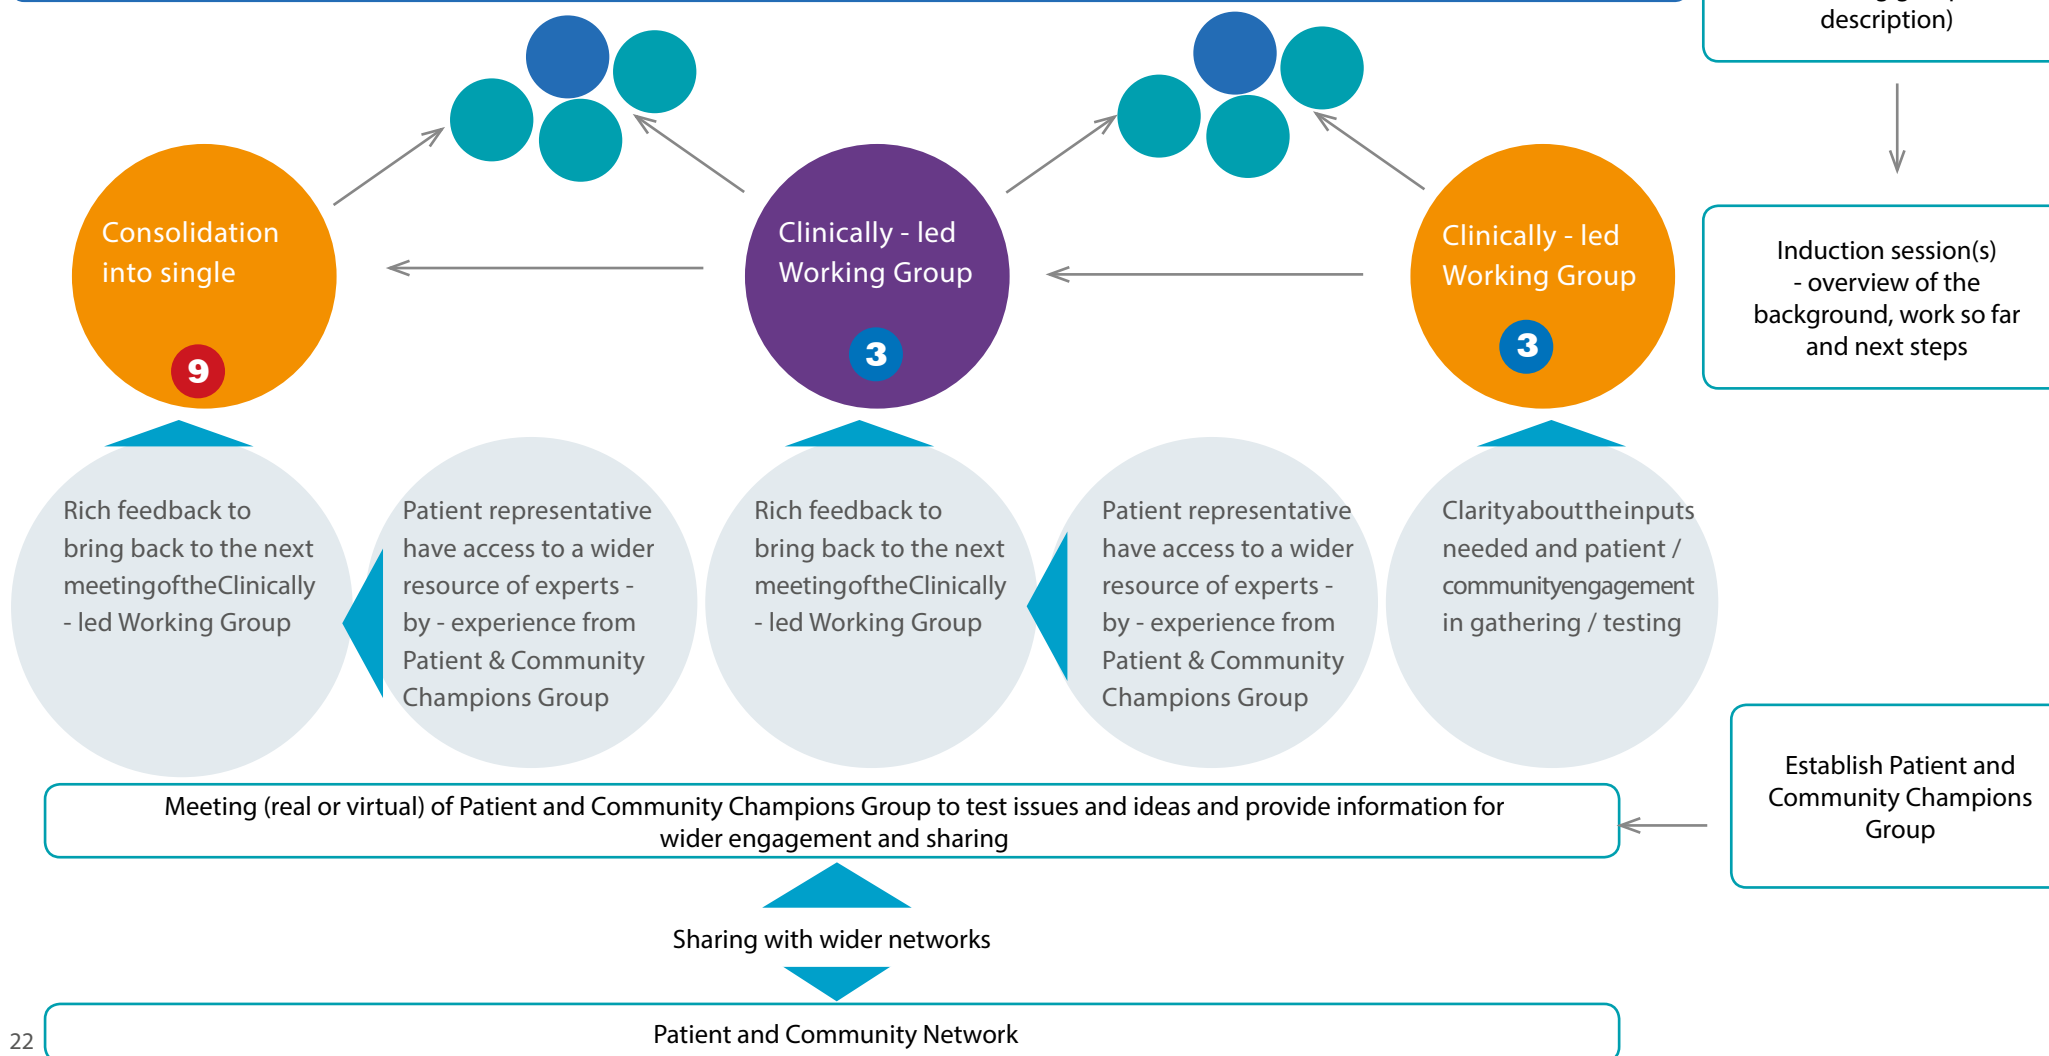 description)
Consolidation
into single
9
Clinically - led
Working Group
3
Clinically - led
Working Group
3
Induction session(s)
- overview of the
background, work so far
and next steps
Rich feedback to
bring back to the next
meetingoftheClinically
- led Working Group
Patient representative
have access to a wider
resource of experts -
by - experience from
Patient & Community
Champions Group
Rich feedback to
bring back to the next
meetingoftheClinically
- led Working Group
Patient representative
have access to a wider
resource of experts -
by - experience from
Patient & Community
Champions Group
Clarityabouttheinputs
needed and patient /
communityengagement
in gathering / testing
Establish Patient and
Community Champions
Group
Meeting (real or virtual) of Patient and Community Champions Group to test issues and ideas and provide information for
wider engagement and sharing
Sharing with wider networks
Patient and Community Network
22